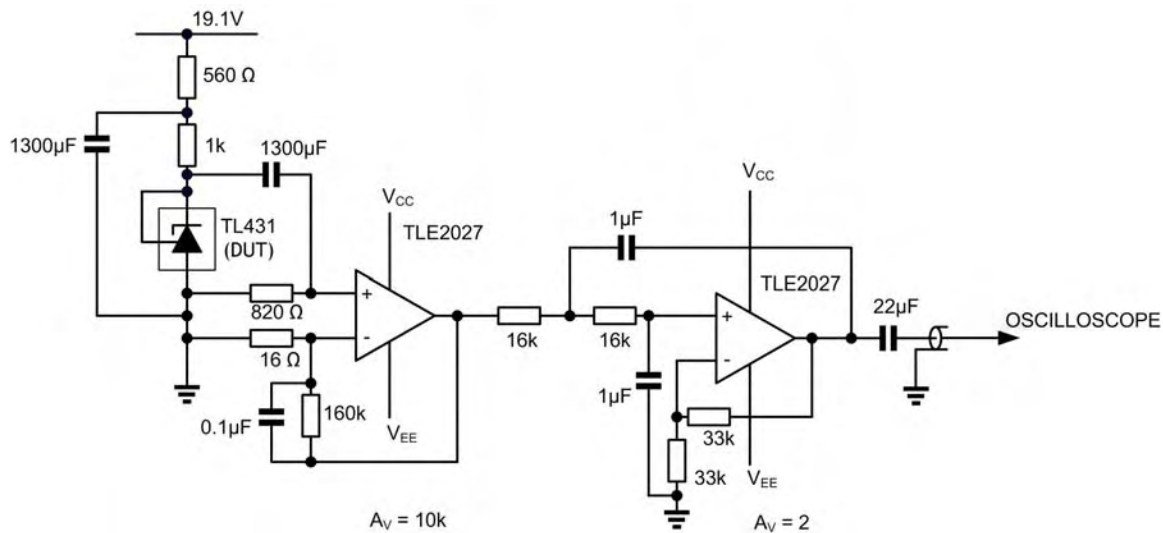 19.1V
560 Ω
1300µF
1k
1300µF
TL431
(DUT)
VCC
TLE2027
+
-
820 Ω
16 Ω
0.1µF
160k
VEE
16k
16k
1µF
1µF
VCC
TLE2027
+
-
33k
33k
VEE
22µF
OSCILLOSCOPE
AV = 10k
AV = 2